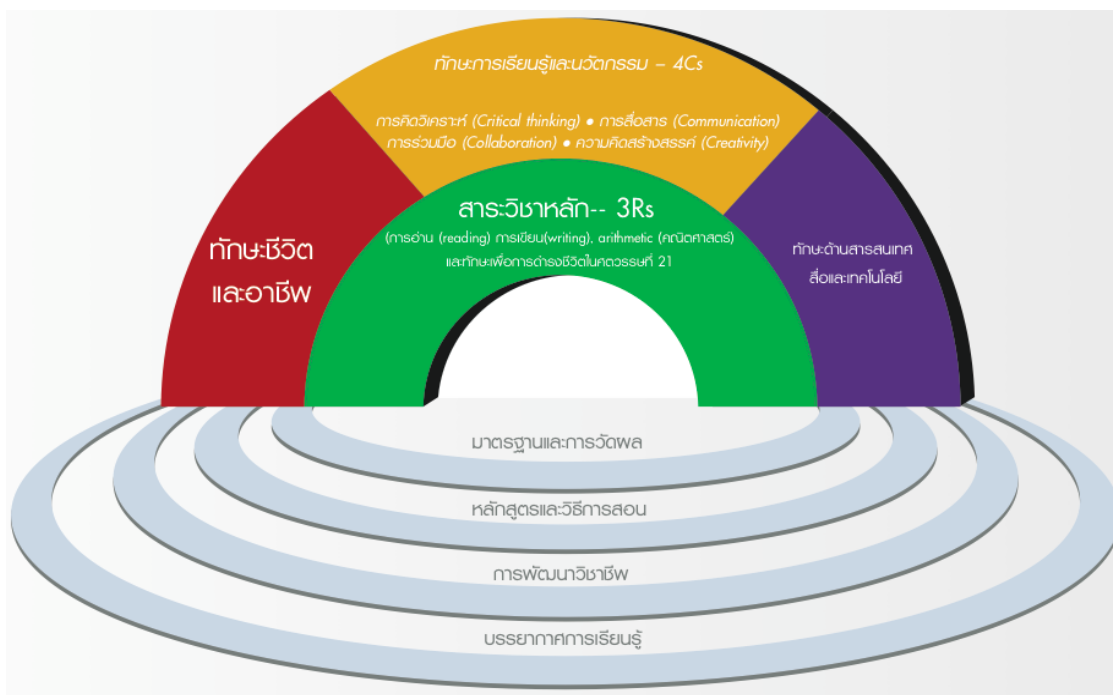 ทักษะการเรียนรู้และนวัตกรรม – 4Cs
การคิดวิเคราะห์ (Critical thinking) ● การสื่อสาร (Communication)
การร่วมมือ (Collaboration) ● ความคิดสร้างสรรค์ (Creativity)
สาระวิชาหลัก-- 3Rs
(การอ่าน (reading) การเขียน(writing), arithmetic (คณิตศาสตร์)
และทักษะเพื่อการดำรงชีวิตในศตวรรษที่ 21
ทักษะชีวิต
และอาชีพ
ทักษะด้านสารสนเทศ
สื่อและเทคโนโลยี
มาตรฐานและการวัดผล
หลักสูตรและวิธีการสอน
การพัฒนาวิชาชีพ
บรรยากาศการเรียนรู้